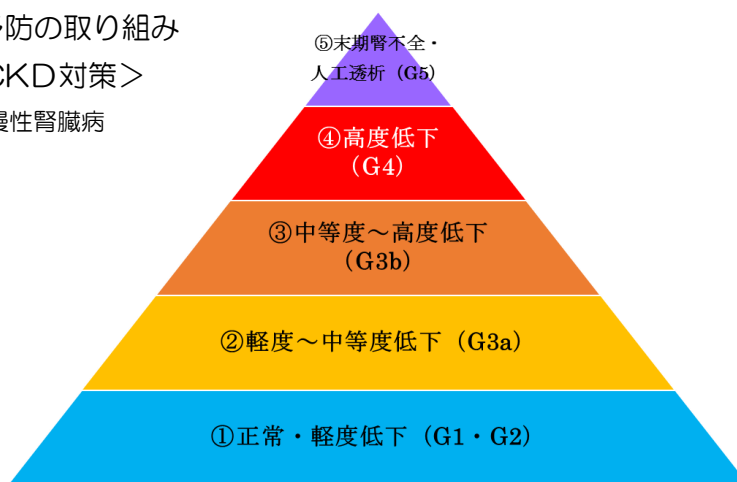 防の取り組み
CKD対策＞
慢性腎臓病
⑤末期腎不全・
人工透析（G5）
④高度低下
（G4）
③中等度～高度低下
（G3b）
②軽度～中等度低下（G3a）
①正常・軽度低下（G1・G2）